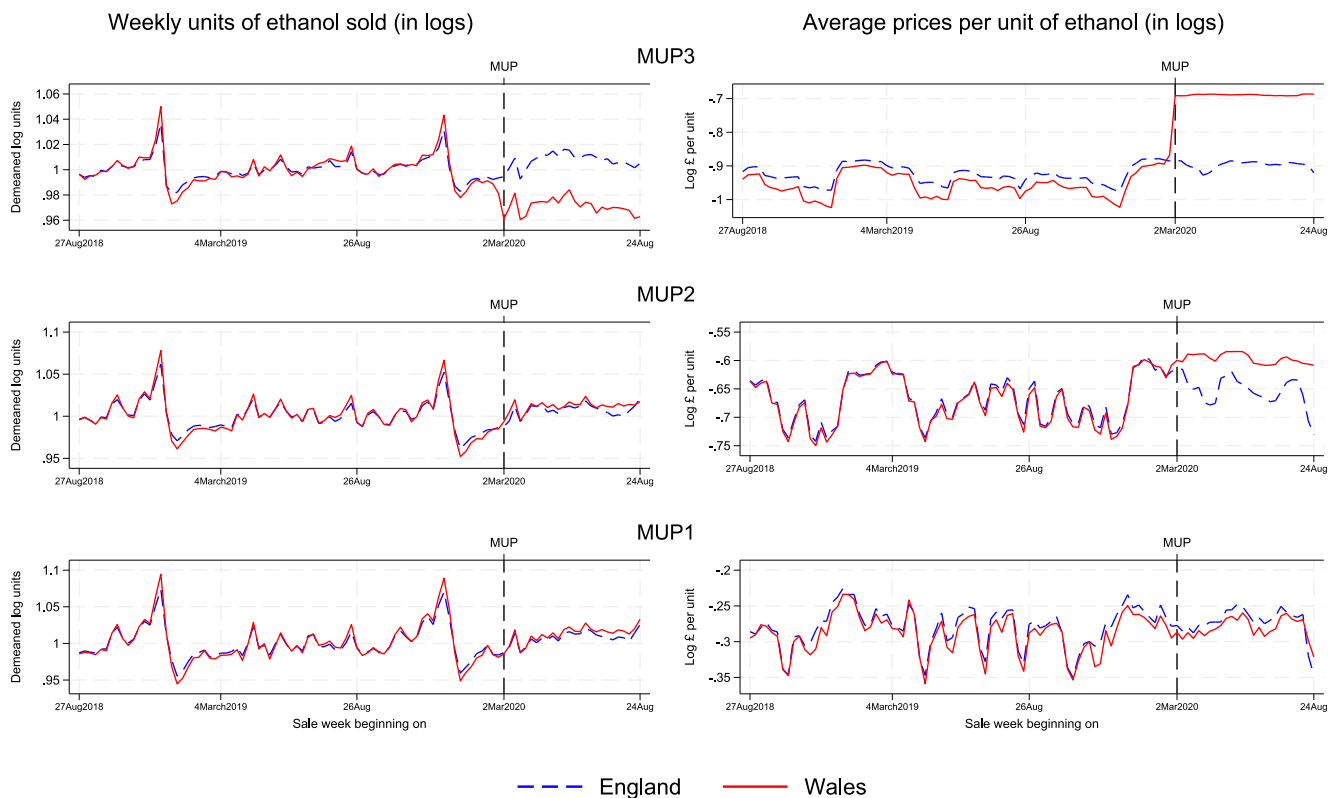 Weekly units of ethanol sold (in logs)
Average prices per unit of ethanol (in logs)
MUP3
MUP
Demeaned log units
1.06
1.04
1.02
1
.98
.96
27Aug2018
4March2019
26Aug
2Mar2020
24Aug
MUP
Log £ per unit
-.7
-.8
-.9
-1
27Aug2018
4March2019
26Aug
2Mar2020
24Aug
MUP2
MUP
Demeaned log units
1.1
1.05
1
.95
27Aug2018
4March2019
26Aug
2Mar2020
24Aug
MUP
Log £ per unit
-.55
-.6
-.65
-.7
-.75
27Aug2018
4March2019
26Aug
2Mar2020
24Aug
MUP1
MUP
Demeaned log units
1.1
1.05
1
.95
27Aug2018
4March2019
26Aug
2Mar2020
24Aug
Sale week beginning on
MUP
Log £ per unit
-.2
-.25
-.3
-.35
27Aug2018
4March2019
26Aug
2Mar2020
24Aug
Sale week beginning on
England
Wales